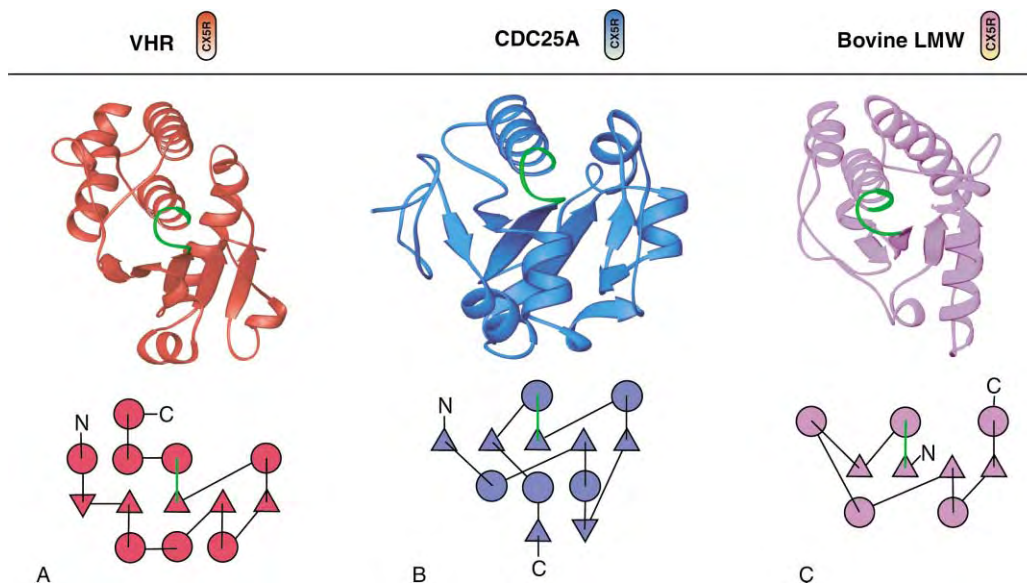 VHR CX5R CDC25A CX5R Bovine LMW CX5R
N C N C
N
C
A B C